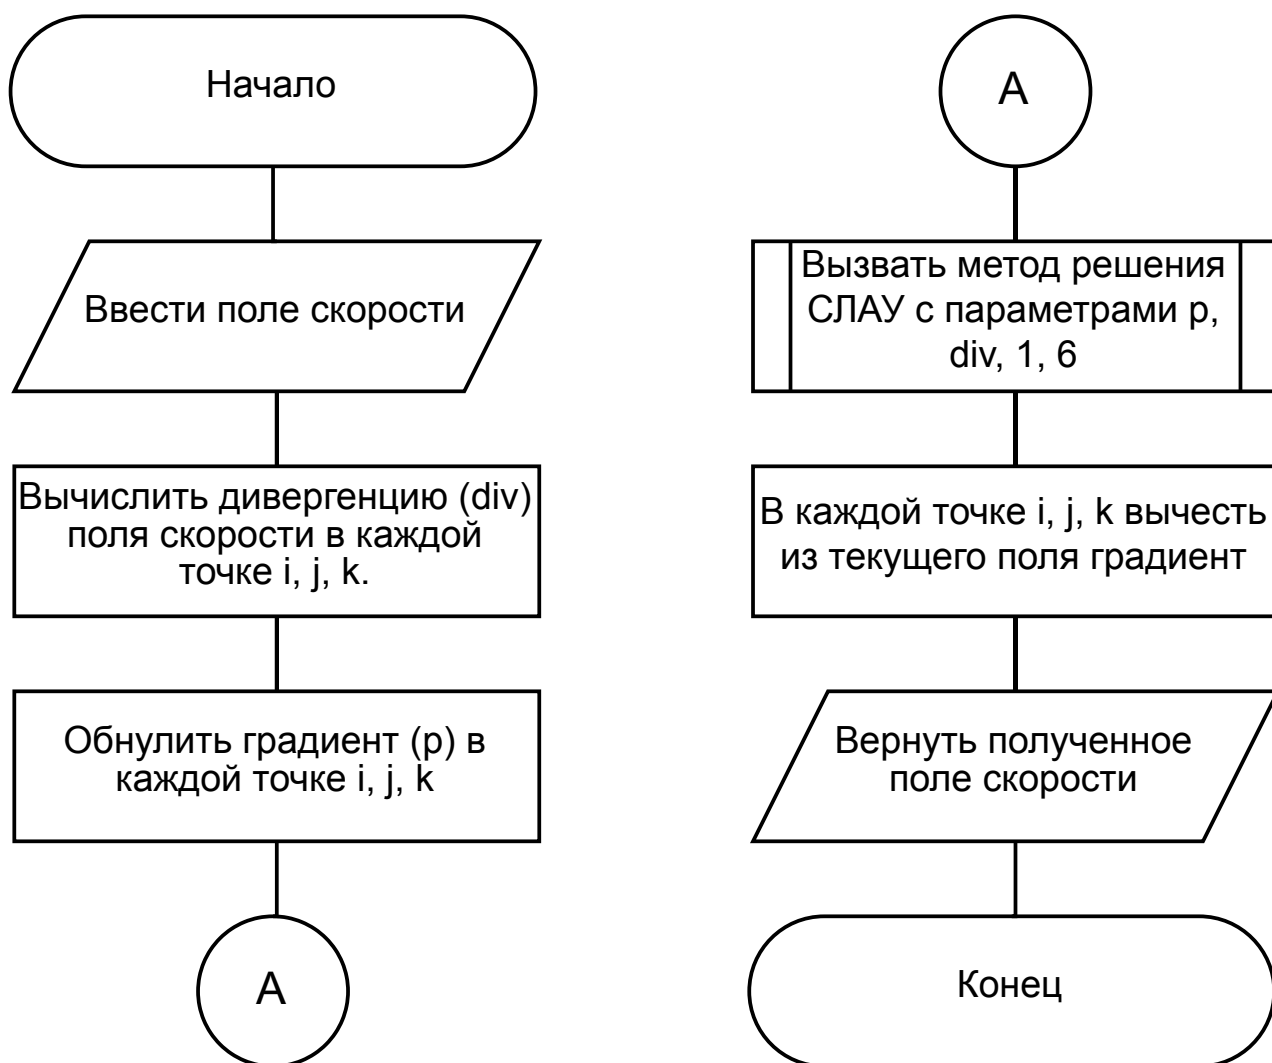 Начало
Ввести поле скорости
Вычислить дивергенцию (div)
поля скорости в каждой
точке i, j, k.
Обнулить градиент (p) в
каждой точке i, j, k
А
А
Вызвать метод решения
СЛАУ с параметрами p,
div, 1, 6
В каждой точке i, j, k вычесть
из текущего поля градиент
Вернуть полученное
поле скорости
Конец